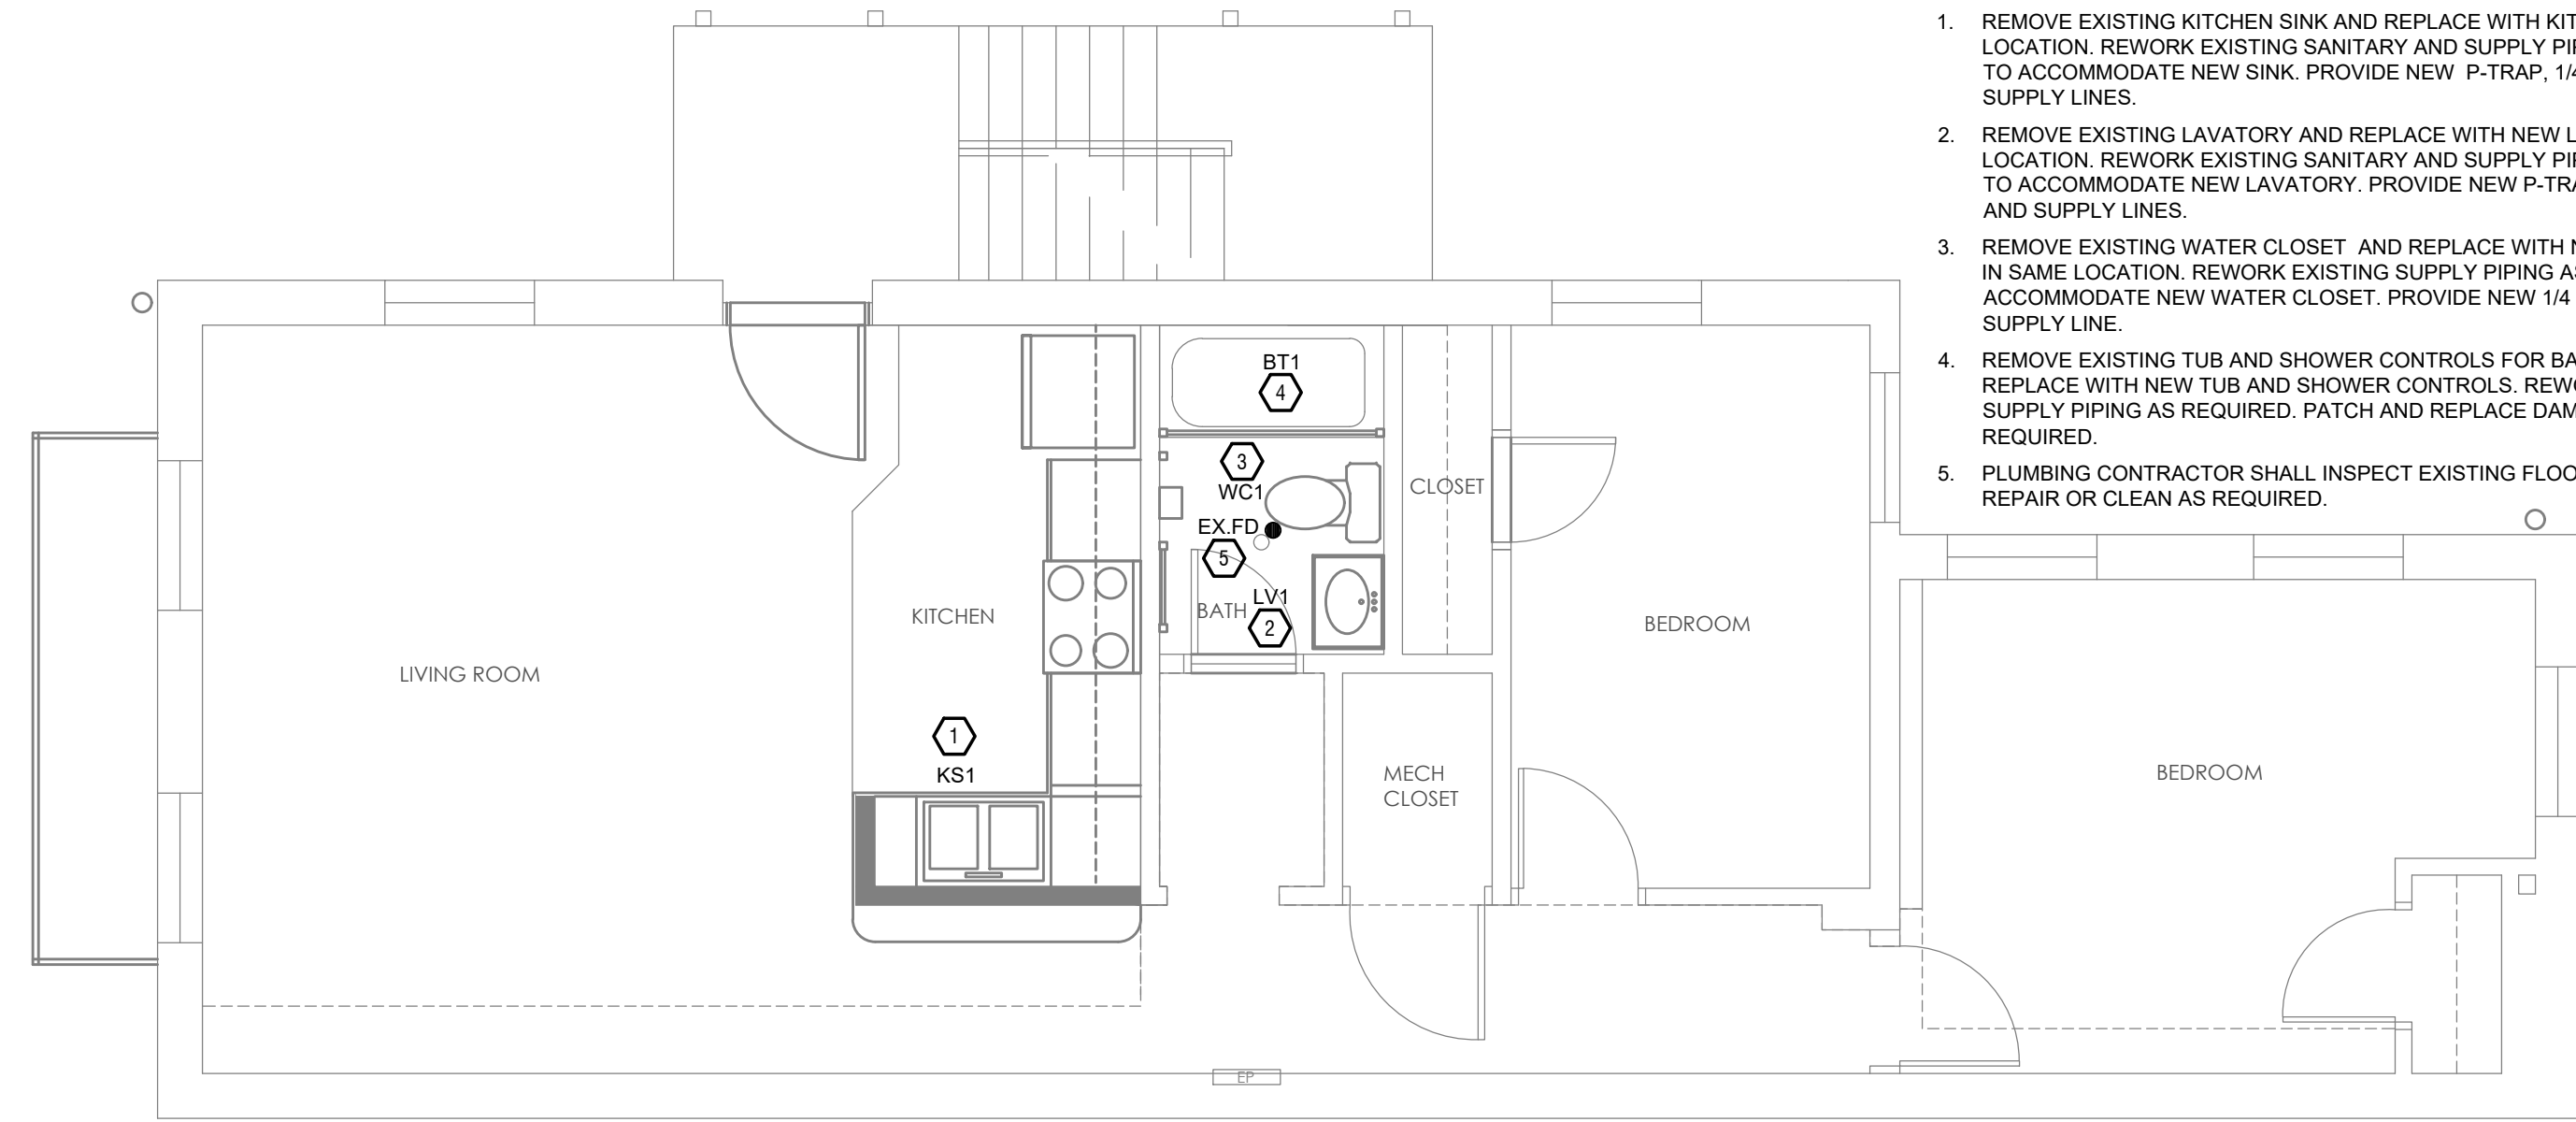 1. REMOVE EXISTING KITCHEN SINK AND REPLACE WITH
LOCATION. REWORK EXISTING SANITARY AND SUPPLY
TO ACCOMMODATE NEW SINK. PROVIDE NEW P-TRAP,
SUPPLY LINES.
2. REMOVE EXISTING LAVATORY AND REPLACE WITH NEW
LOCATION. REWORK EXISTING SANITARY AND SUPPLY
TO ACCOMMODATE NEW LAVATORY. PROVIDE NEW
AND SUPPLY LINES.
3. REMOVE EXISTING WATER CLOSET AND REPLACE WITH
IN SAME LOCATION. REWORK EXISTING SUPPLY PIPING
ACCOMMODATE NEW WATER CLOSET. PROVIDE NEW 1/4
SUPPLY LINE.
4. REMOVE EXISTING TUB AND SHOWER CONTROLS FOR
REPLACE WITH NEW TUB AND SHOWER CONTROLS.
SUPPLY PIPING AS REQUIRED. PATCH AND REPLACE
REQUIRED.
5. PLUMBING CONTRACTOR SHALL INSPECT EXISTING
REPAIR OR CLEAN AS REQUIRED.
BT1
4
3
WC1
CLOSET
EX.FD
5
LV1
BATH
2
KITCHEN
BEDROOM
LIVING ROOM
1
KS1
MECH
CLOSET
BEDROOM
EP